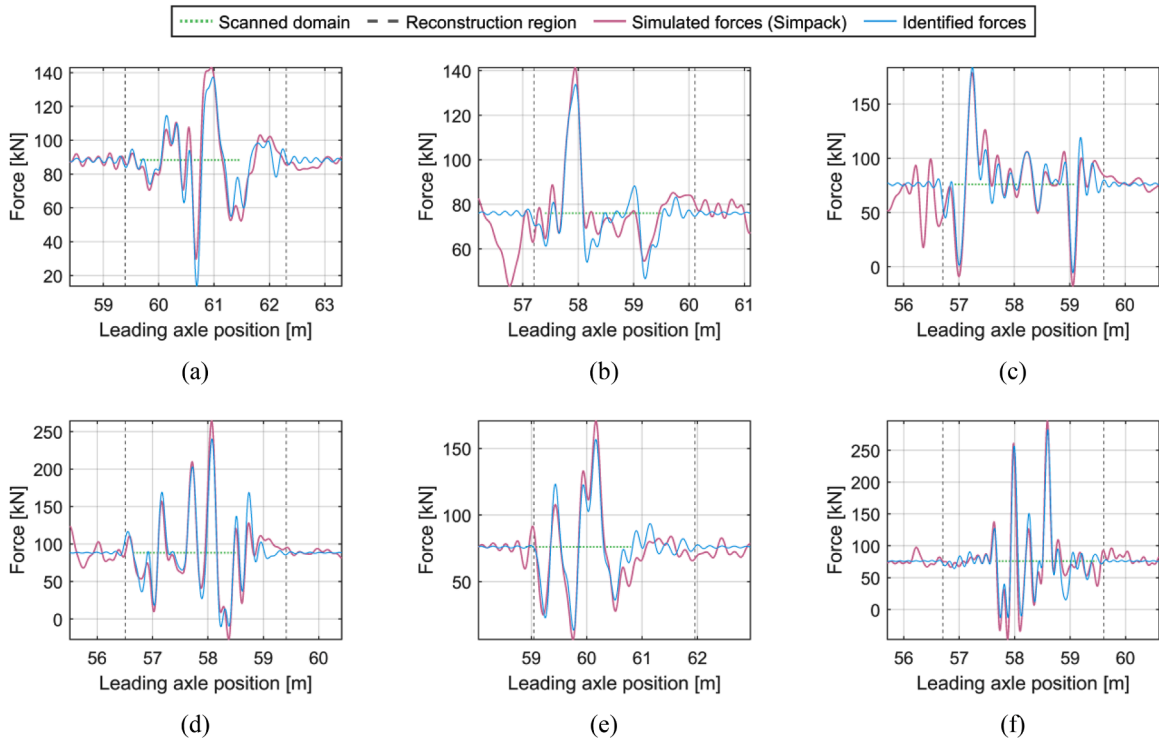 Scanned domain Reconstruction region Simulated forces (Simpack) Identified forces
140
120
100
80
60
40
20
59 60 61 62 63
Force [kN]
Leading axle position [m]
(a)
140
120
100
80
60
57 58 59 60 61
Force [kN]
Leading axle position [m]
(b)
150
100
50
0
56 57 58 59 60
Force [kN]
Leading axle position [m]
(c)
250
200
150
100
50
0
56 57 58 59 60
Force [kN]
Leading axle position [m]
(d)
150
100
50
59 60 61 62
Force [kN]
Leading axle position [m]
(e)
250
200
150
100
50
0
56 57 58 59 60
Force [kN]
Leading axle position [m]
(f)